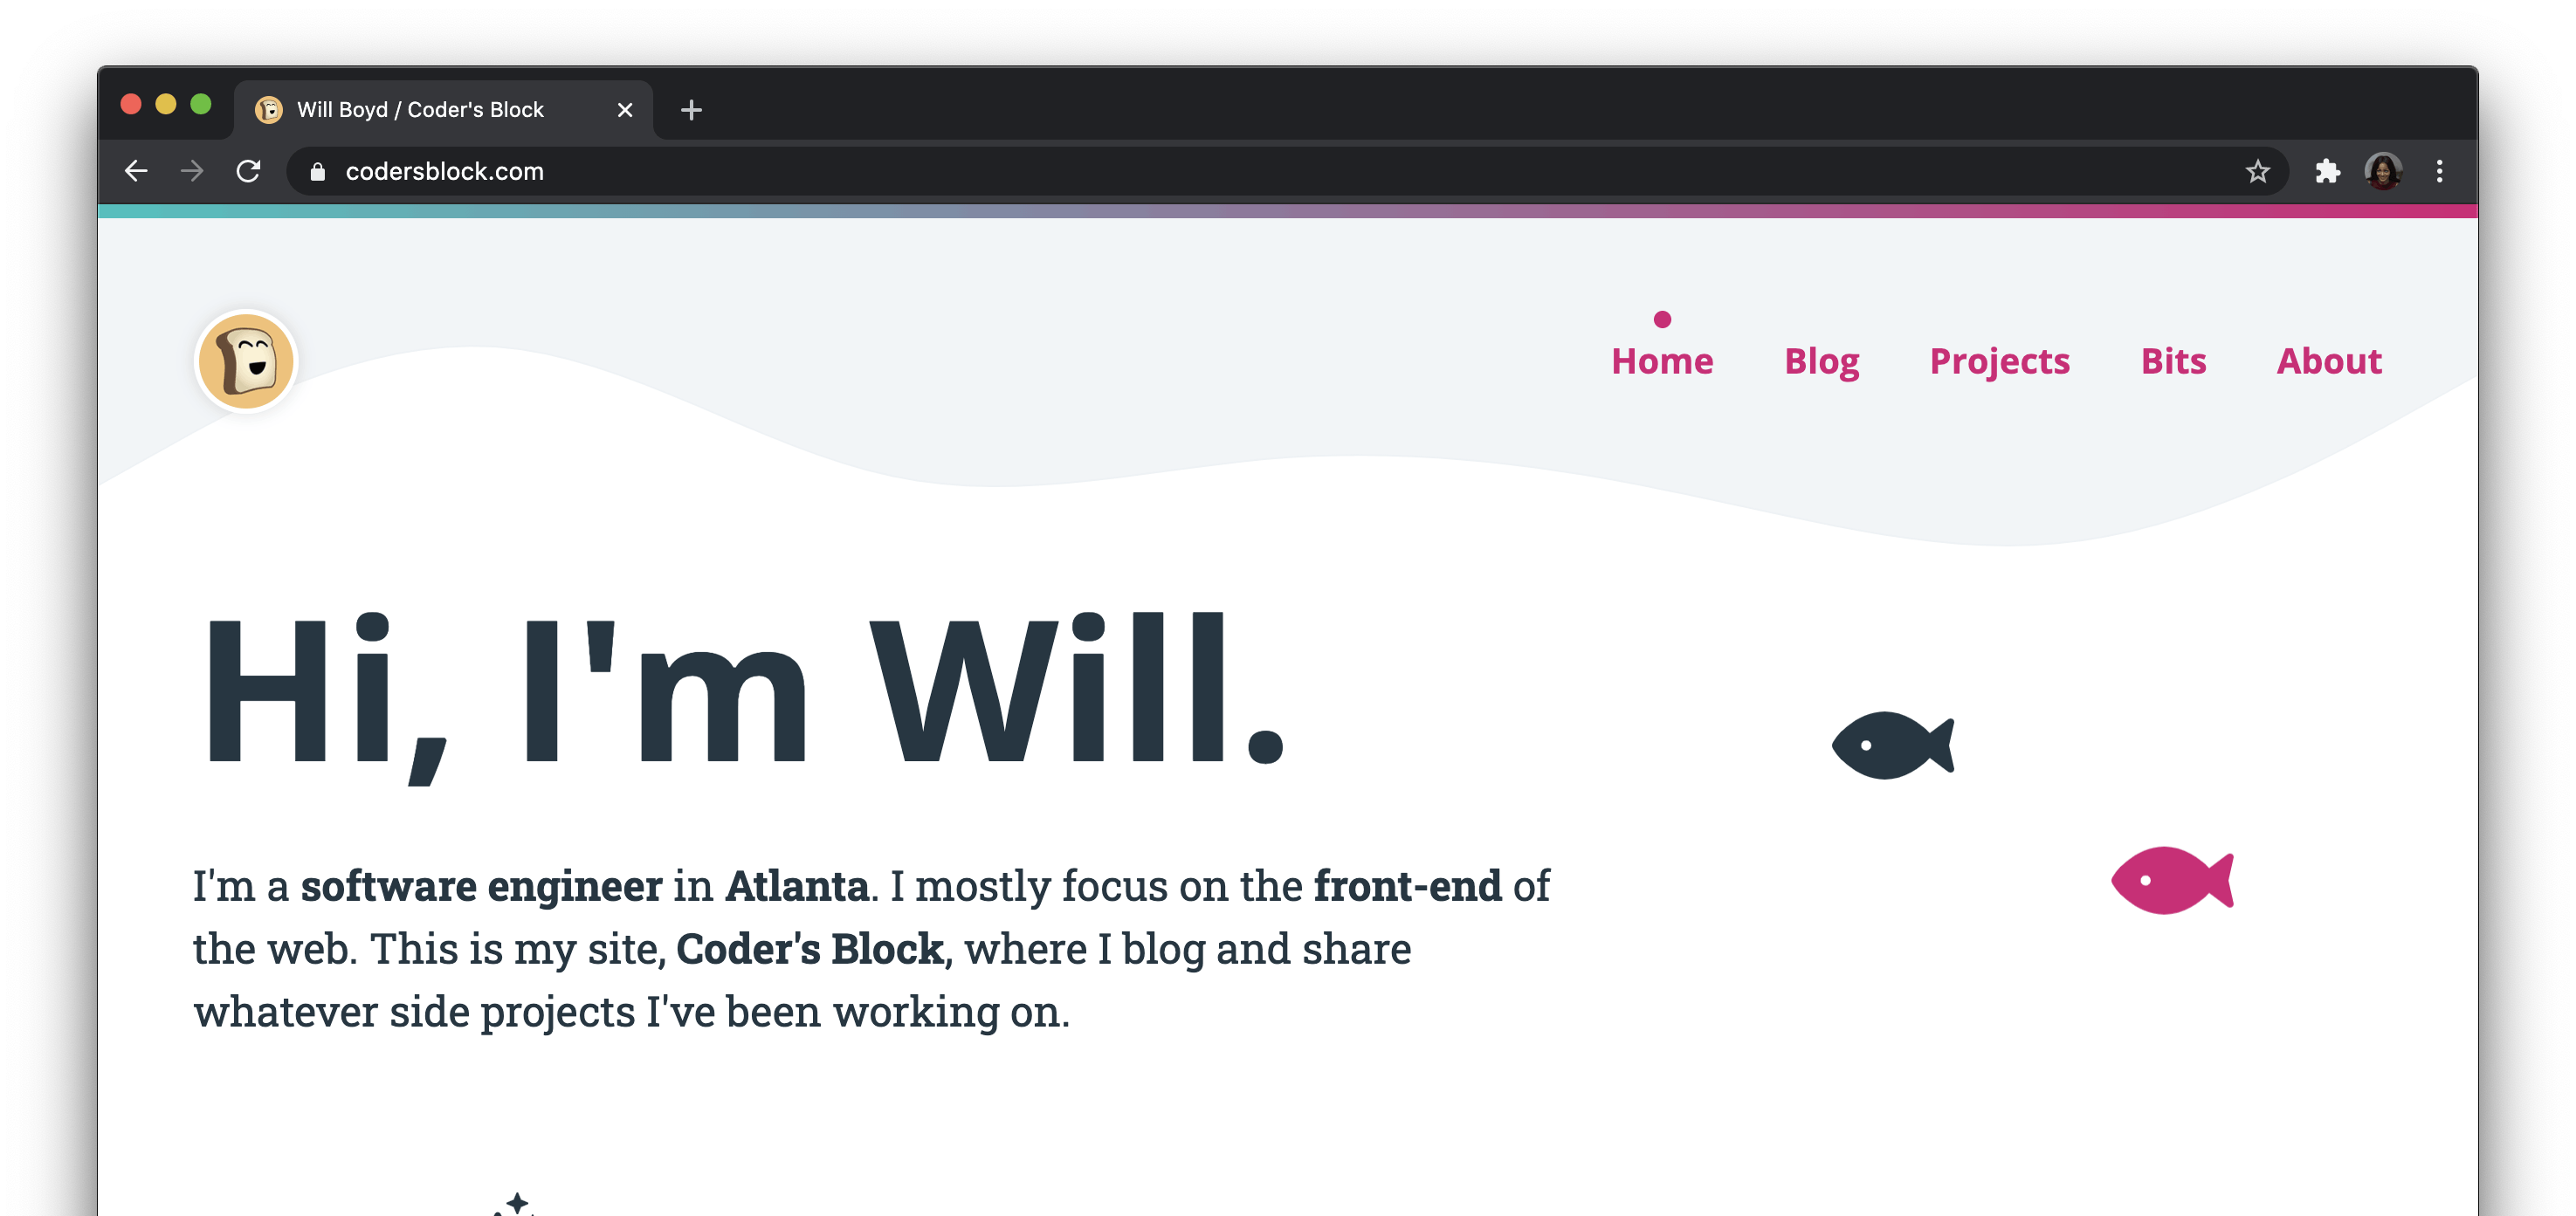 Will Boyd / Coder's Block
codersblock.com
Home Blog Projects Bits About
Hi, I'm Will.
I'm a software engineer in Atlanta. I mostly focus on the front-end of
the web. This is my site, Coder's Block, where I blog and share
whatever side projects I've been working on.